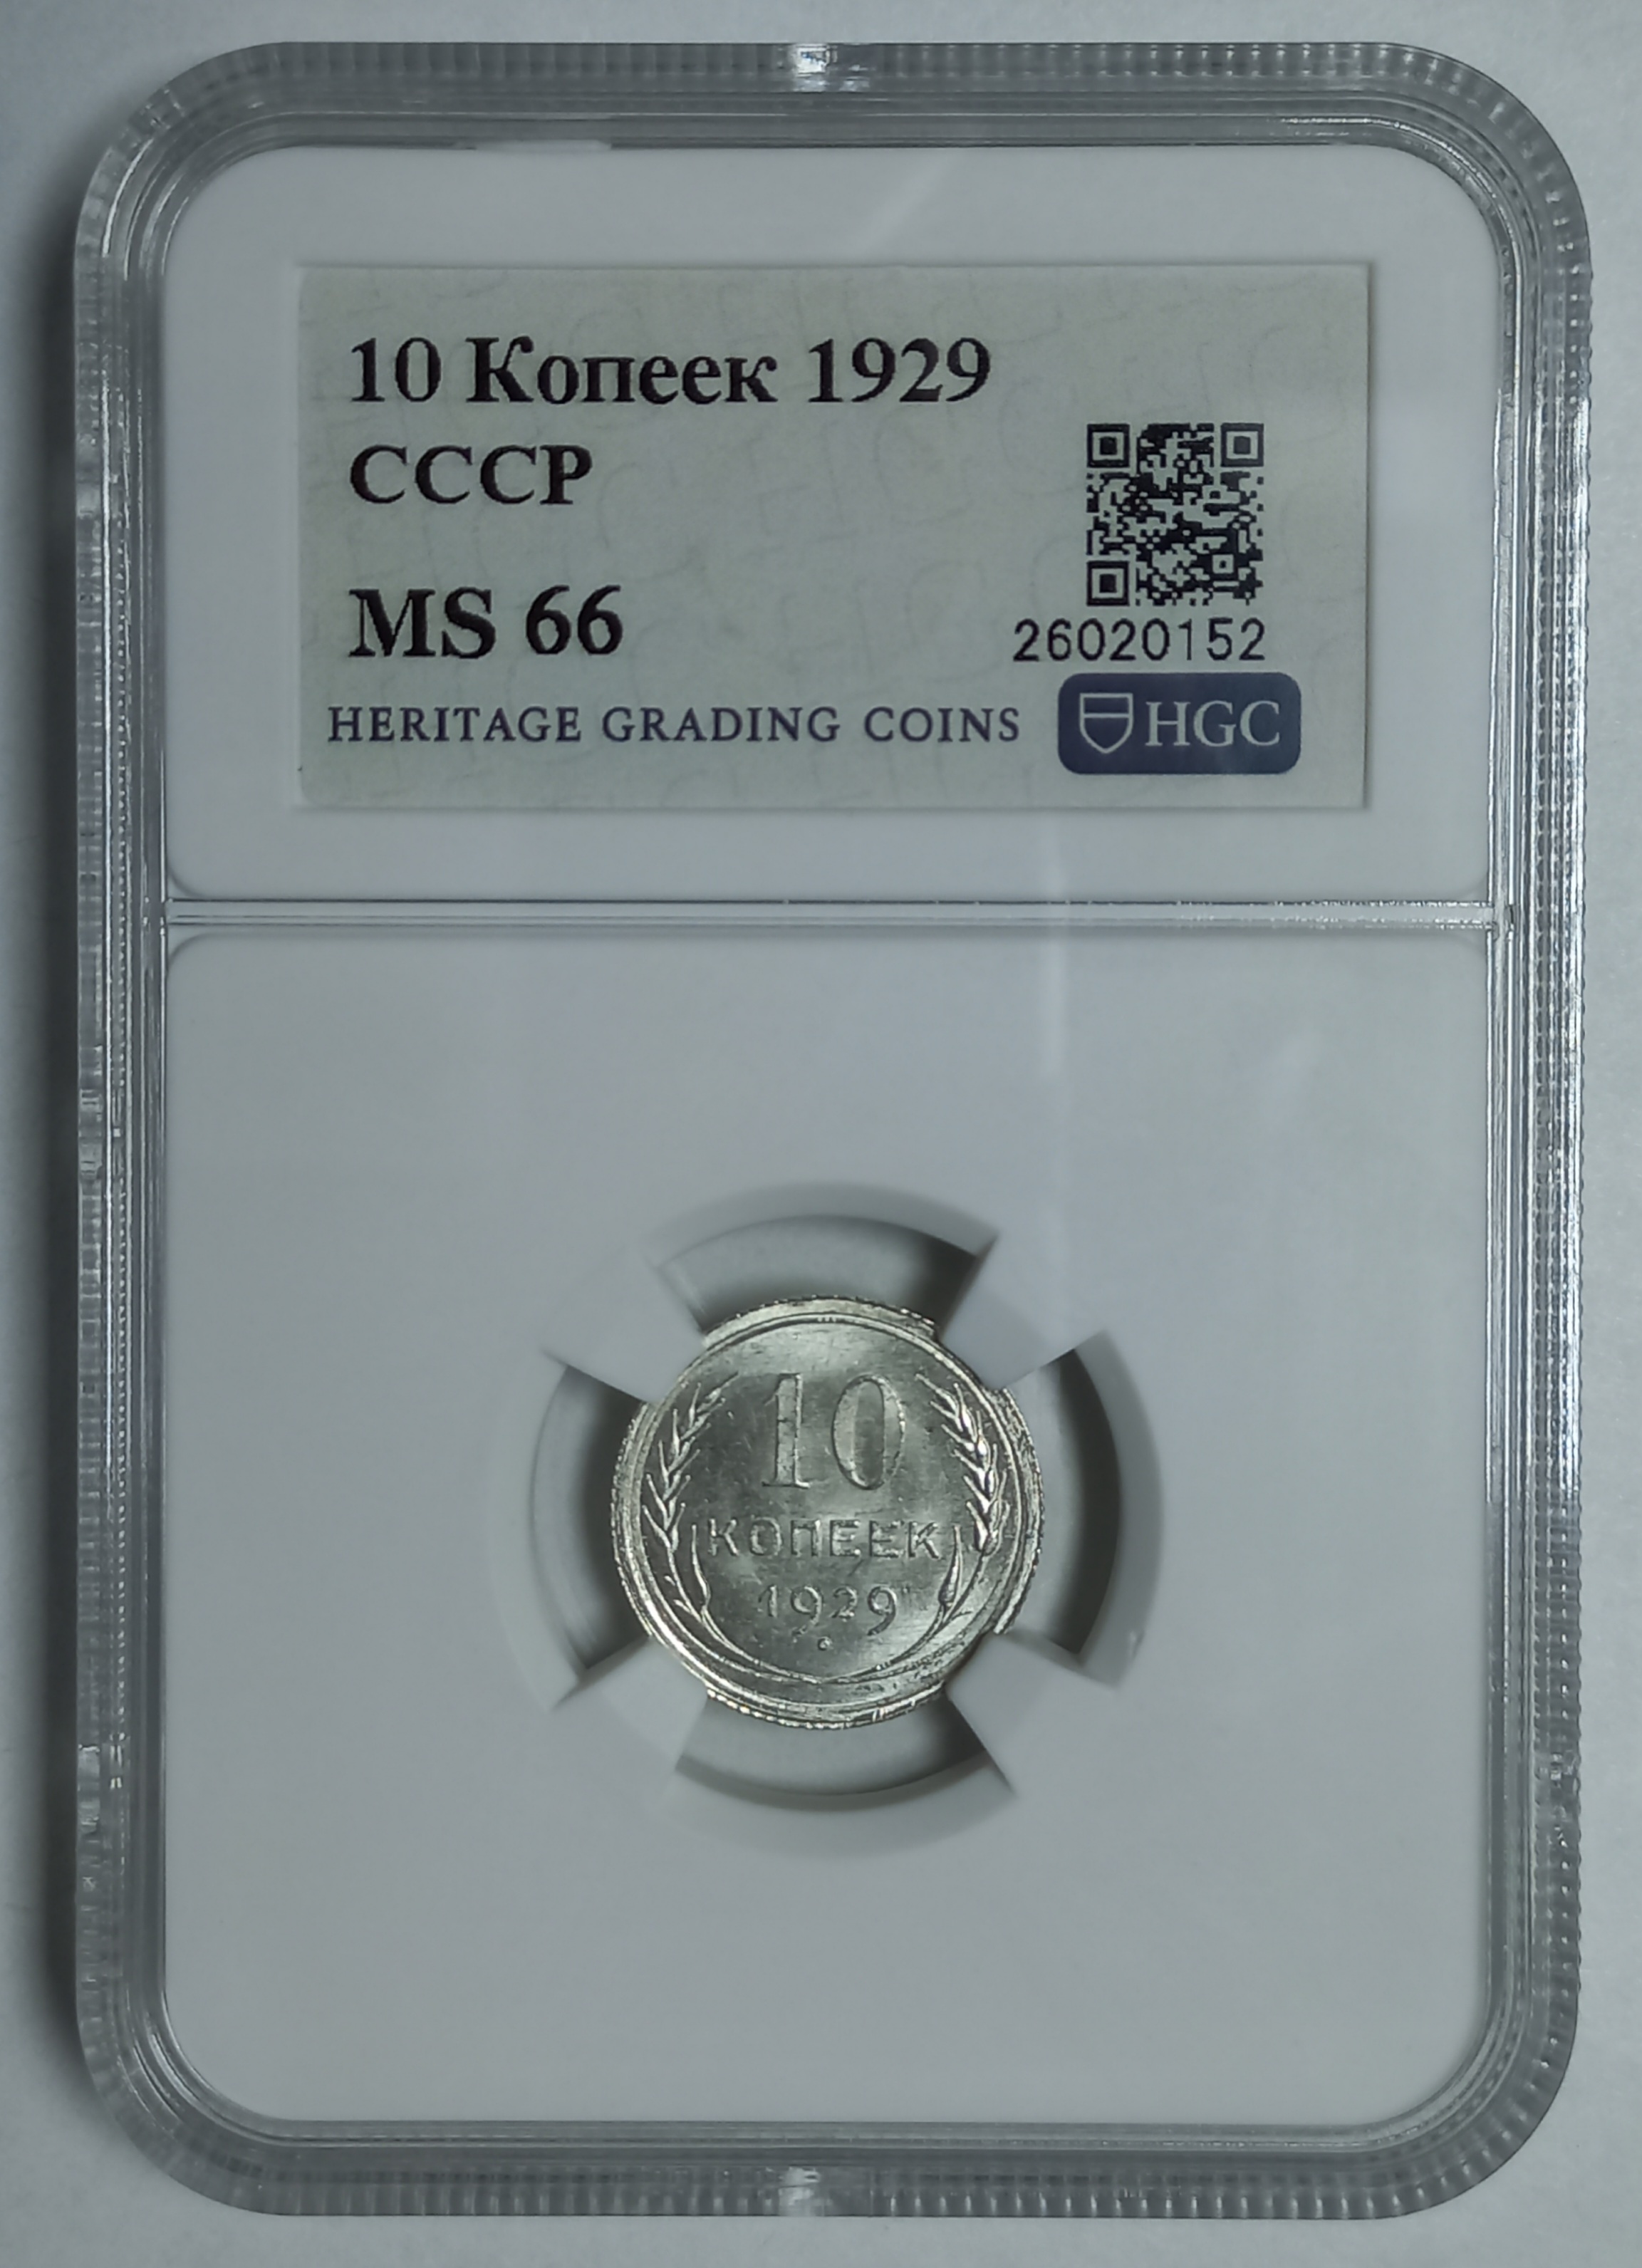 10 Копеек 1929
СССР
MS 66
26020152
HERITAGE GRADING COINS HGC
10
КОПЕЕК
1929